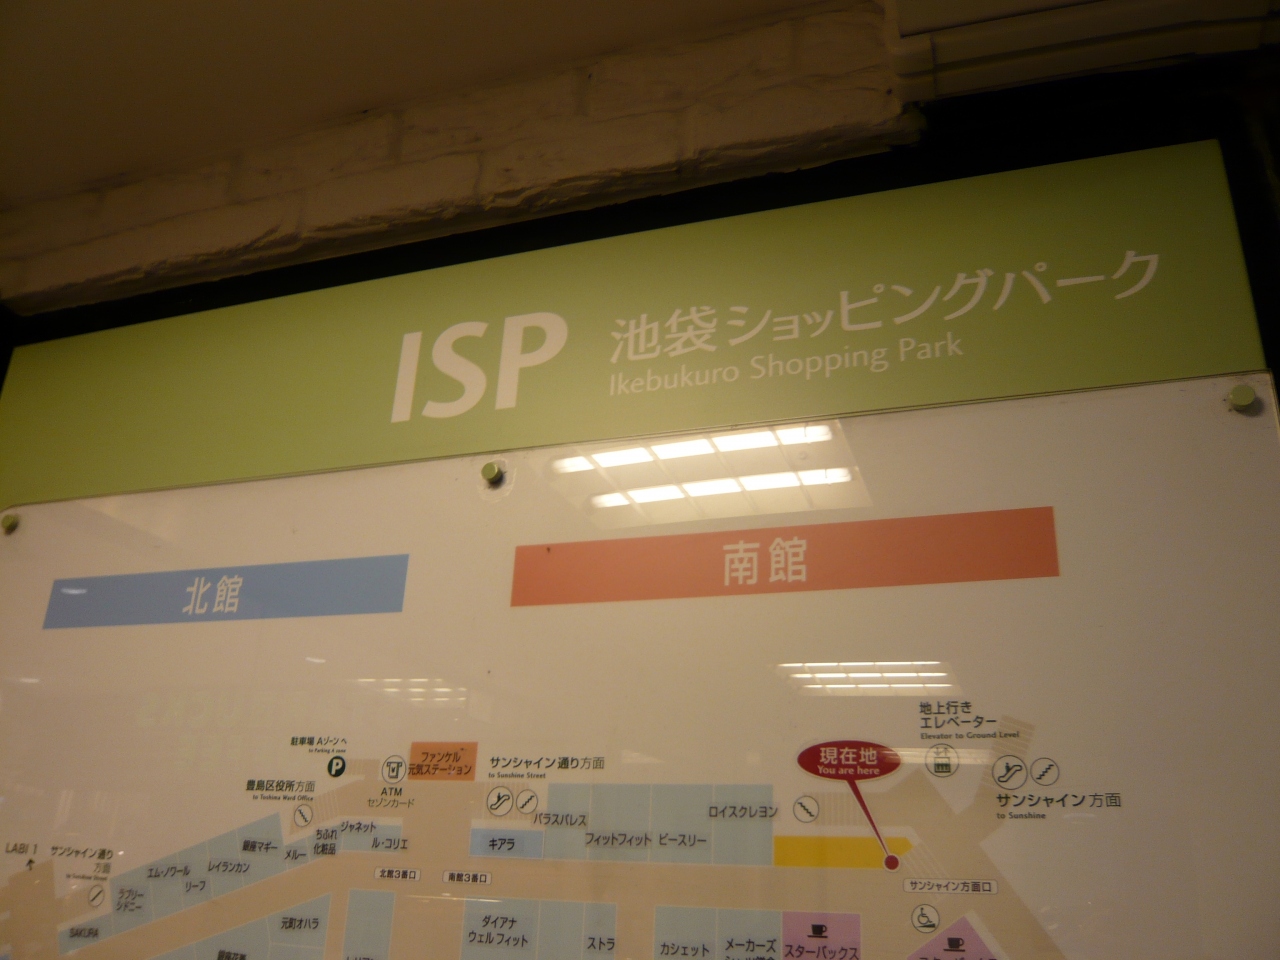 ISP
池袋ショッピングパーク
Ikebukuro Shopping Park
北館
南館
地上行き
エレベーター
Elevator to Ground Level
駐車場 Aゾーンへ
P
ファンケル
元気ステーション
サンシャイン通り方面
to Sunshine Street
現在地
You are here
サンシャイン方面
to Sunshine
豊島区役所方面
to Toshima Ward Office
ATM
セゾンカード
パラスパレス
ロイスクレヨン
フィットフィット
ピースリー
キアラ
ジャネット
ル・コリエ
ちふれ
化粧品
メルー
銀座マギー
レイランカン
エム・ノワール
リーフ
LABI 1
サンシャイン通り
方面
ラブリー
シドニー
SAKURA
北館3番口
南館3番口
サンシャイン方面口
元町オハラ
ダイアナ
ウェルフィット
ストラ
カシェット
メーカーズ
スターバックス